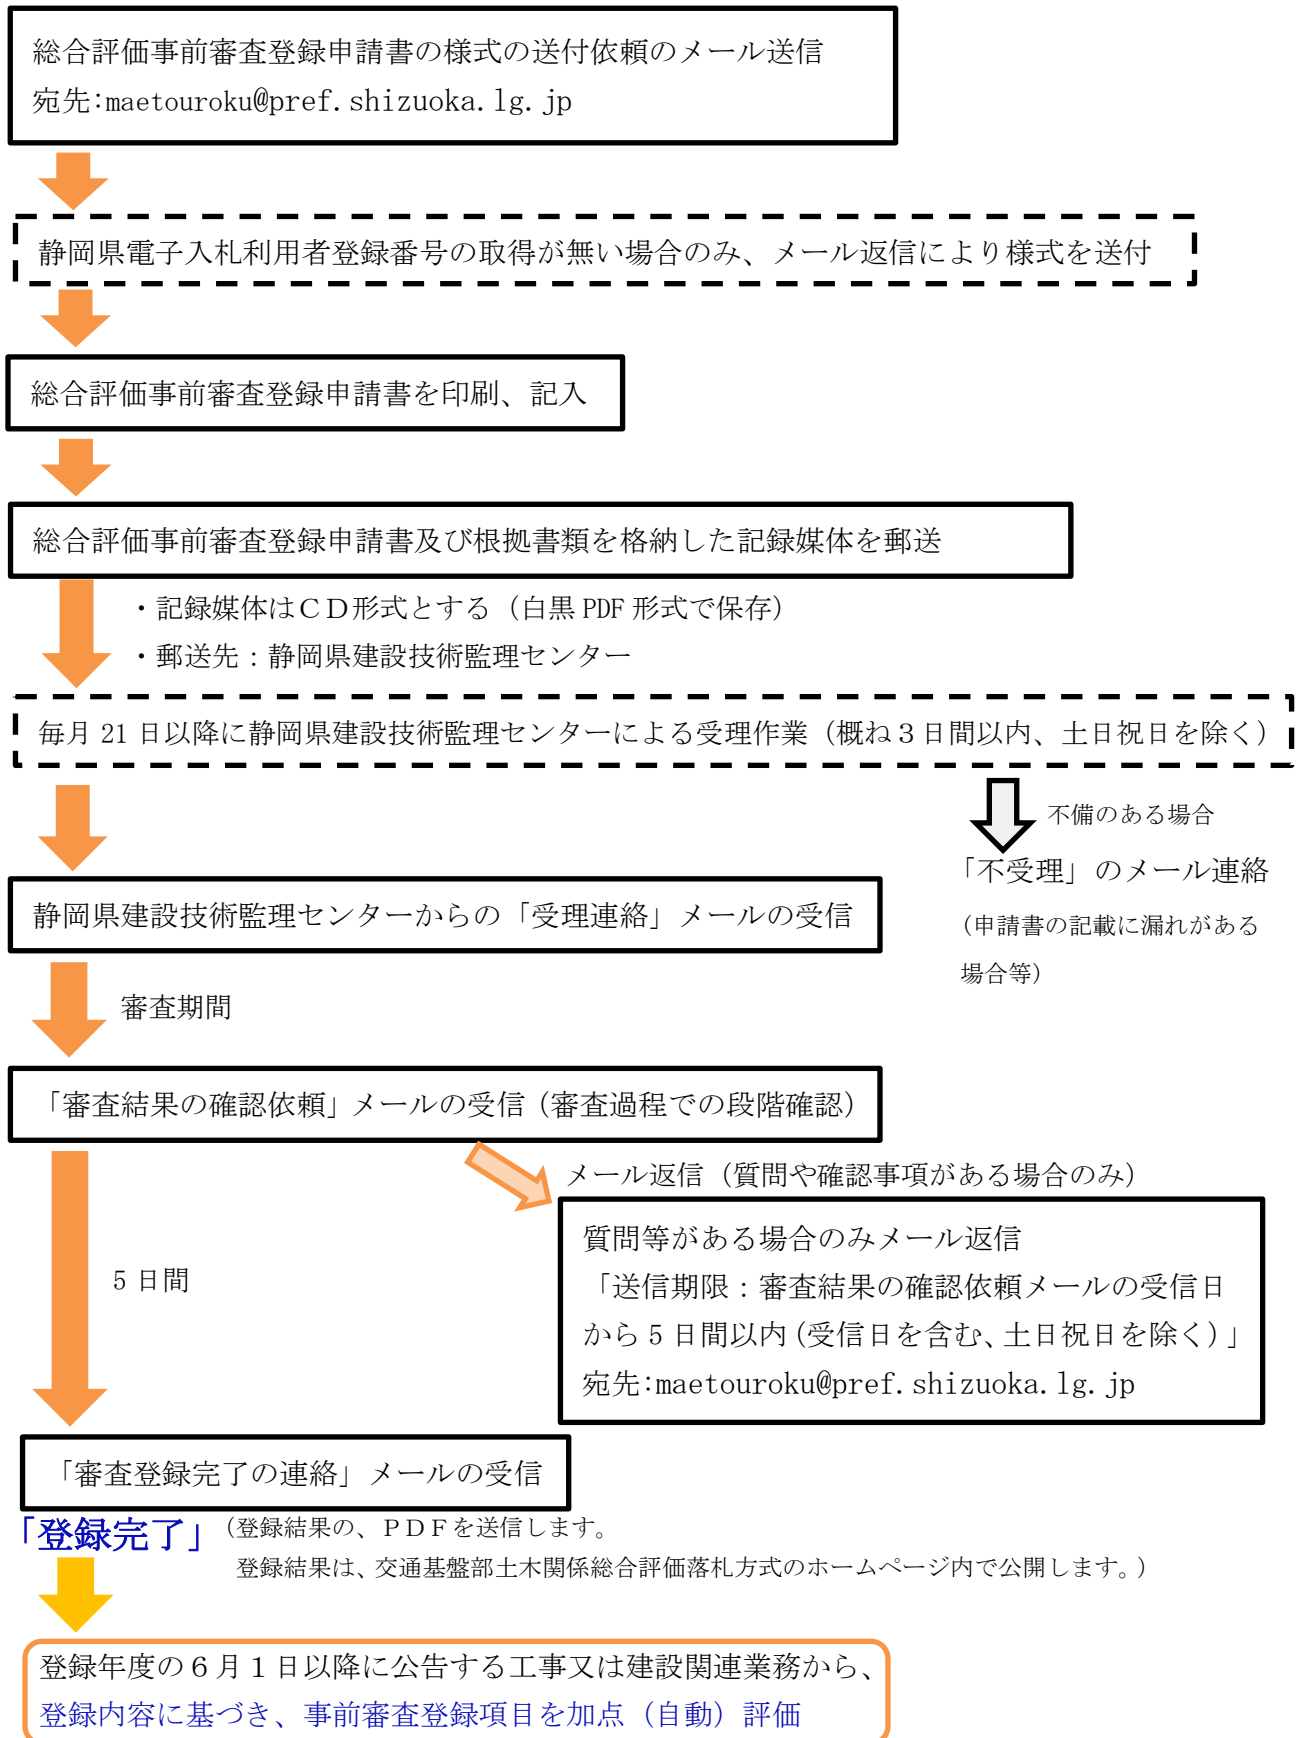 総合評価事前審査登録申請書の様式の送付依頼のメール送信
宛先:maetouroku@pref.shizuoka.lg.jp
静岡県電子入札利用者登録番号の取得が無い場合のみ、メール返信により様式を送付
総合評価事前審査登録申請書を印刷、記入
総合評価事前審査登録申請書及び根拠書類を格納した記録媒体を郵送
・記録媒体はＣＤ形式とする（白黒 PDF 形式で保存）
・郵送先：静岡県建設技術監理センター
毎月 21 日以降に静岡県建設技術監理センターによる受理作業（概ね３日間以内、土日祝日を除く）
不備のある場合
「不受理」のメール連絡
（申請書の記載に漏れがある
場合等）
静岡県建設技術監理センターからの「受理連絡」メールの受信
審査期間
「審査結果の確認依頼」メールの受信（審査過程での段階確認）
メール返信（質問や確認事項がある場合のみ）
質問等がある場合のみメール返信
「送信期限：審査結果の確認依頼メールの受信日
から５日間以内（受信日を含む、土日祝日を除く）」
宛先:maetouroku@pref.shizuoka.lg.jp
５日間
「審査登録完了の連絡」メールの受信
「登録完了」（登録結果の、ＰＤＦを送信します。
登録結果は、交通基盤部土木関係総合評価落札方式のホームページ内で公開します。）
登録年度の６月１日以降に公告する工事又は建設関連業務から、
登録内容に基づき、事前審査登録項目を加点（自動）評価